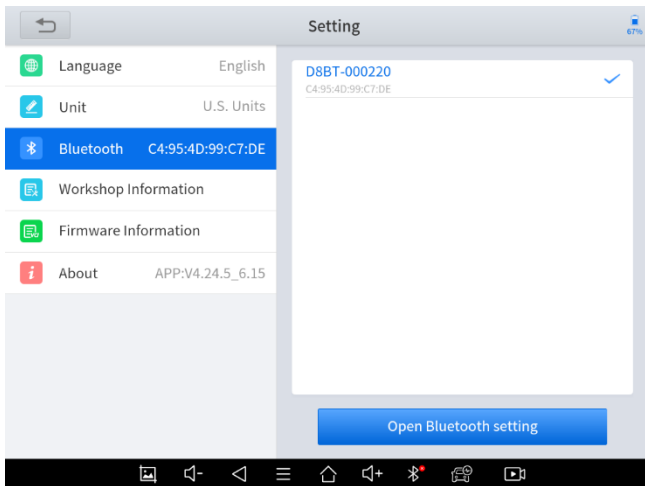 Setting
67%
Language English
Unit U.S. Units
Bluetooth C4:95:4D:99:C7:DE
Workshop Information
Firmware Information
About APP:V4.24.5_6.15
D8BT-000220
C4:95:4D:99:C7:DE
Open Bluetooth setting